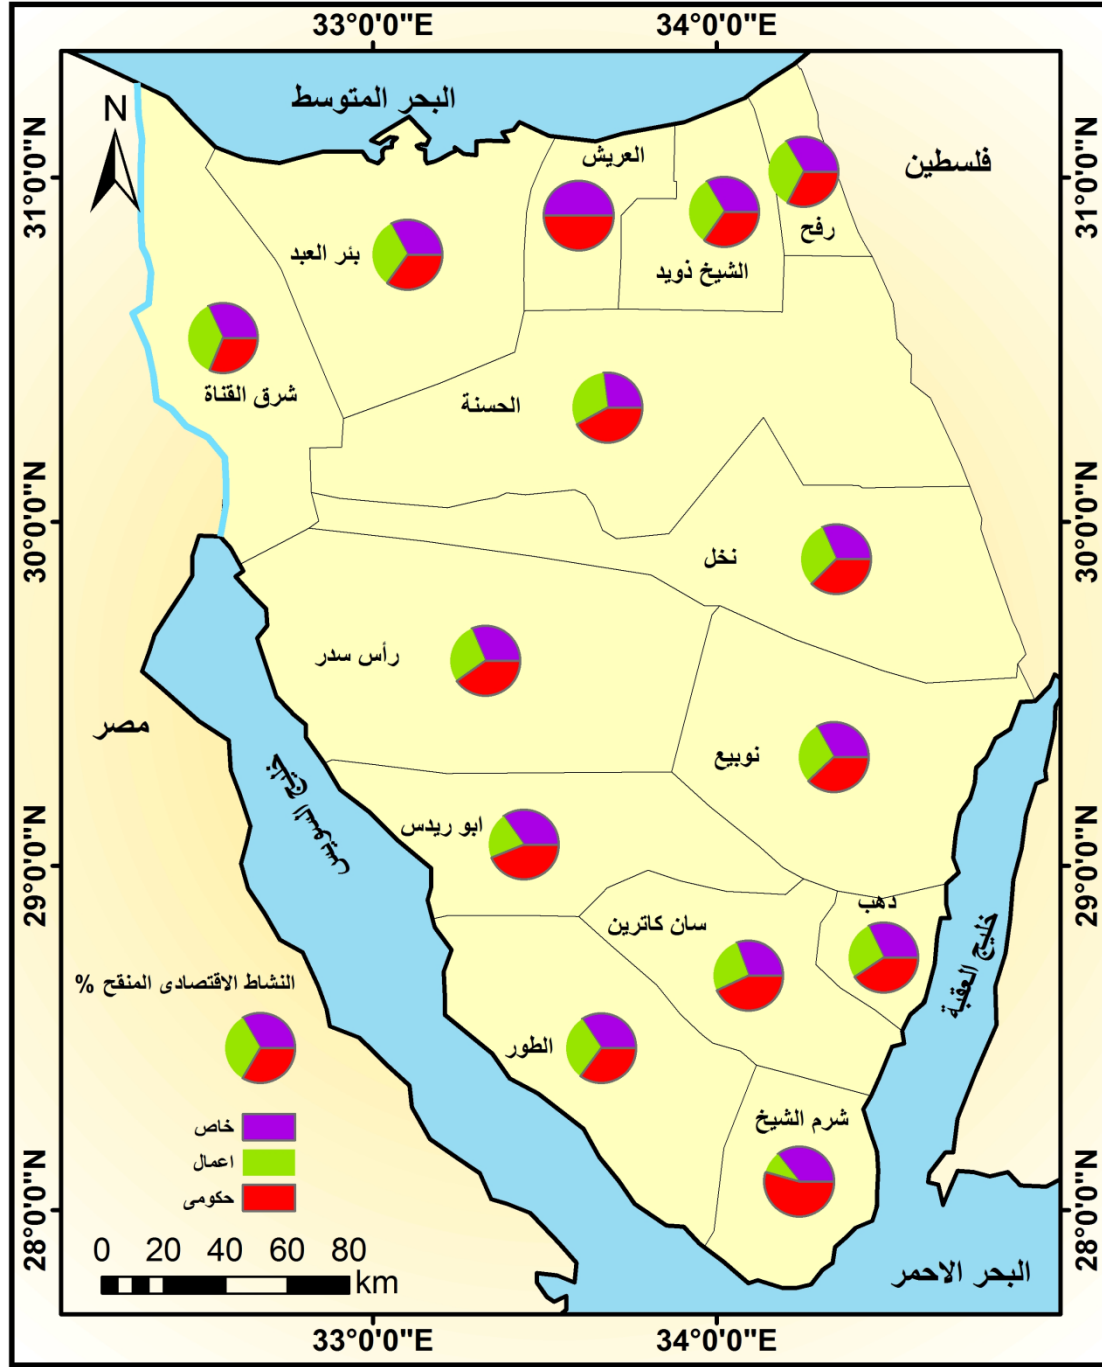 33°0'0"E
34°0'0"E
البحر المتوسط
N
31°0'0"N
31°0'0"N
فلسطين
العريش
رفح
الشيخ ذويد
بئر العبد
شرق القناة
الحسنة
30°0'0"N
30°0'0"N
نخل
رأس سدر
مصر
نوبيع
خليج السويس
ابو ريدس
29°0'0"N
29°0'0"N
دهب
سان كاترين
خليج العقبة
النشاط الاقتصادى المنقح %
الطور
شرم الشيخ
خاص
اعمال
حكومى
28°0'0"N
28°0'0"N
0 20 40 60 80
km
البحر الاحمر
33°0'0"E
34°0'0"E